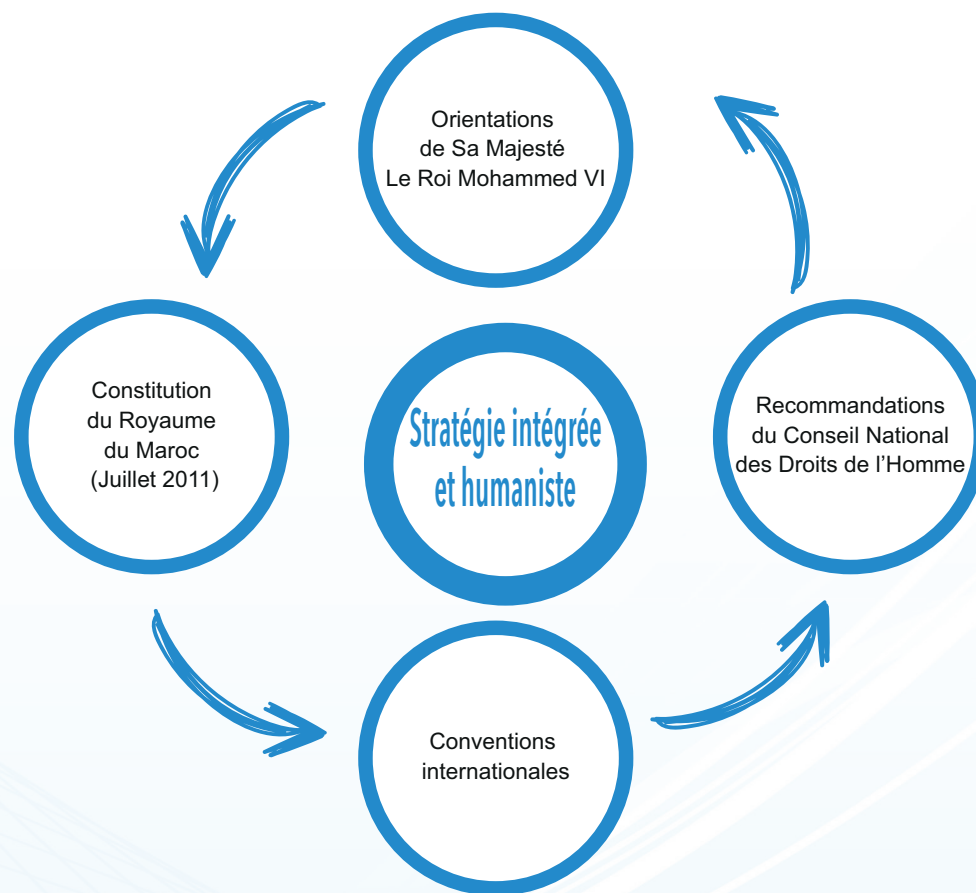 Orientations
de Sa Majesté
Le Roi Mohammed VI
Constitution
du Royaume
du Maroc
(Juillet 2011)
Stratégie intégrée
et humaniste
Recommandations
du Conseil National
des Droits de l’Homme
Conventions
internationales